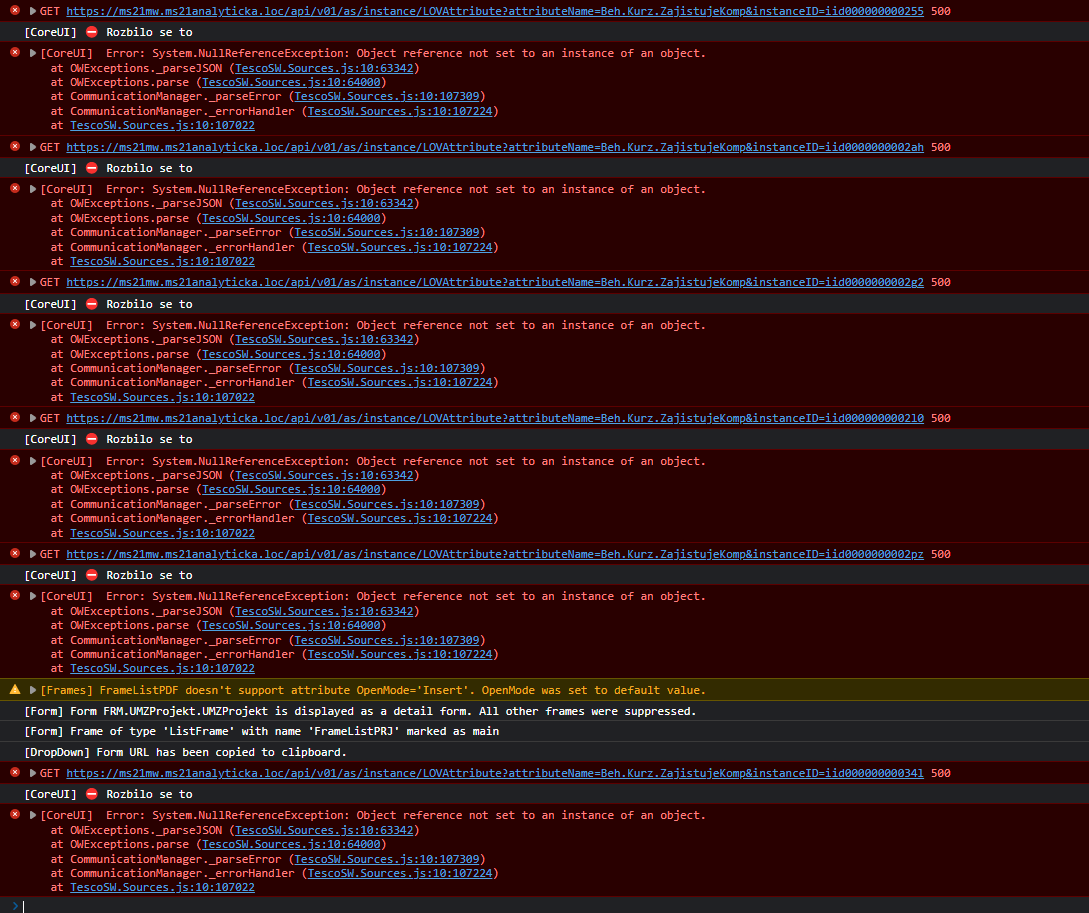 GET https://ms21mw.ms21analyticka.loc/api/v01/as/instance/LOVAttribute?attributeName=Beh.Kurz.ZajistujeKomp&instanceID=iid000000000255 500
[CoreUI] ⛔ Rozbilo se to
[CoreUI] Error: System.NullReferenceException: Object reference not set to an instance of an object.
at OWExceptions._parseJSON (TescoSW.Sources.js:10:63342)
at OWExceptions.parse (TescoSW.Sources.js:10:64000)
at CommunicationManager._parseError (TescoSW.Sources.js:10:107309)
at CommunicationManager._errorHandler (TescoSW.Sources.js:10:107224)
at TescoSW.Sources.js:10:107022
GET https://ms21mw.ms21analyticka.loc/api/v01/as/instance/LOVAttribute?attributeName=Beh.Kurz.ZajistujeKomp&instanceID=iid0000000002ah 500
[CoreUI] ⛔ Rozbilo se to
[CoreUI] Error: System.NullReferenceException: Object reference not set to an instance of an object.
at OWExceptions._parseJSON (TescoSW.Sources.js:10:63342)
at OWExceptions.parse (TescoSW.Sources.js:10:64000)
at CommunicationManager._parseError (TescoSW.Sources.js:10:107309)
at CommunicationManager._errorHandler (TescoSW.Sources.js:10:107224)
at TescoSW.Sources.js:10:107022
GET https://ms21mw.ms21analyticka.loc/api/v01/as/instance/LOVAttribute?attributeName=Beh.Kurz.ZajistujeKomp&instanceID=iid0000000002g2 500
[CoreUI] ⛔ Rozbilo se to
[CoreUI] Error: System.NullReferenceException: Object reference not set to an instance of an object.
at OWExceptions._parseJSON (TescoSW.Sources.js:10:63342)
at OWExceptions.parse (TescoSW.Sources.js:10:64000)
at CommunicationManager._parseError (TescoSW.Sources.js:10:107309)
at CommunicationManager._errorHandler (TescoSW.Sources.js:10:107224)
at TescoSW.Sources.js:10:107022
GET https://ms21mw.ms21analyticka.loc/api/v01/as/instance/LOVAttribute?attributeName=Beh.Kurz.ZajistujeKomp&instanceID=iid0000000002l0 500
[CoreUI] ⛔ Rozbilo se to
[CoreUI] Error: System.NullReferenceException: Object reference not set to an instance of an object.
at OWExceptions._parseJSON (TescoSW.Sources.js:10:63342)
at OWExceptions.parse (TescoSW.Sources.js:10:64000)
at CommunicationManager._parseError (TescoSW.Sources.js:10:107309)
at CommunicationManager._errorHandler (TescoSW.Sources.js:10:107224)
at TescoSW.Sources.js:10:107022
GET https://ms21mw.ms21analyticka.loc/api/v01/as/instance/LOVAttribute?attributeName=Beh.Kurz.ZajistujeKomp&instanceID=iid0000000002pz 500
[CoreUI] ⛔ Rozbilo se to
[CoreUI] Error: System.NullReferenceException: Object reference not set to an instance of an object.
at OWExceptions._parseJSON (TescoSW.Sources.js:10:63342)
at OWExceptions.parse (TescoSW.Sources.js:10:64000)
at CommunicationManager._parseError (TescoSW.Sources.js:10:107309)
at CommunicationManager._errorHandler (TescoSW.Sources.js:10:107224)
at TescoSW.Sources.js:10:107022
[Frames] FrameListPDF doesn't support attribute OpenMode='Insert'. OpenMode was set to default value.
[Form] Form FRM.UMZProjekt.UMZProjekt is displayed as a detail form. All other frames were suppressed.
[Form] Frame of type 'ListFrame' with name 'FrameListPRJ' marked as main
[DropDown] Form URL has been copied to clipboard.
GET https://ms21mw.ms21analyticka.loc/api/v01/as/instance/LOVAttribute?attributeName=Beh.Kurz.ZajistujeKomp&instanceID=iid00000000034l 500
[CoreUI] ⛔ Rozbilo se to
[CoreUI] Error: System.NullReferenceException: Object reference not set to an instance of an object.
at OWExceptions._parseJSON (TescoSW.Sources.js:10:63342)
at OWExceptions.parse (TescoSW.Sources.js:10:64000)
at CommunicationManager._parseError (TescoSW.Sources.js:10:107309)
at CommunicationManager._errorHandler (TescoSW.Sources.js:10:107224)
at TescoSW.Sources.js:10:107022